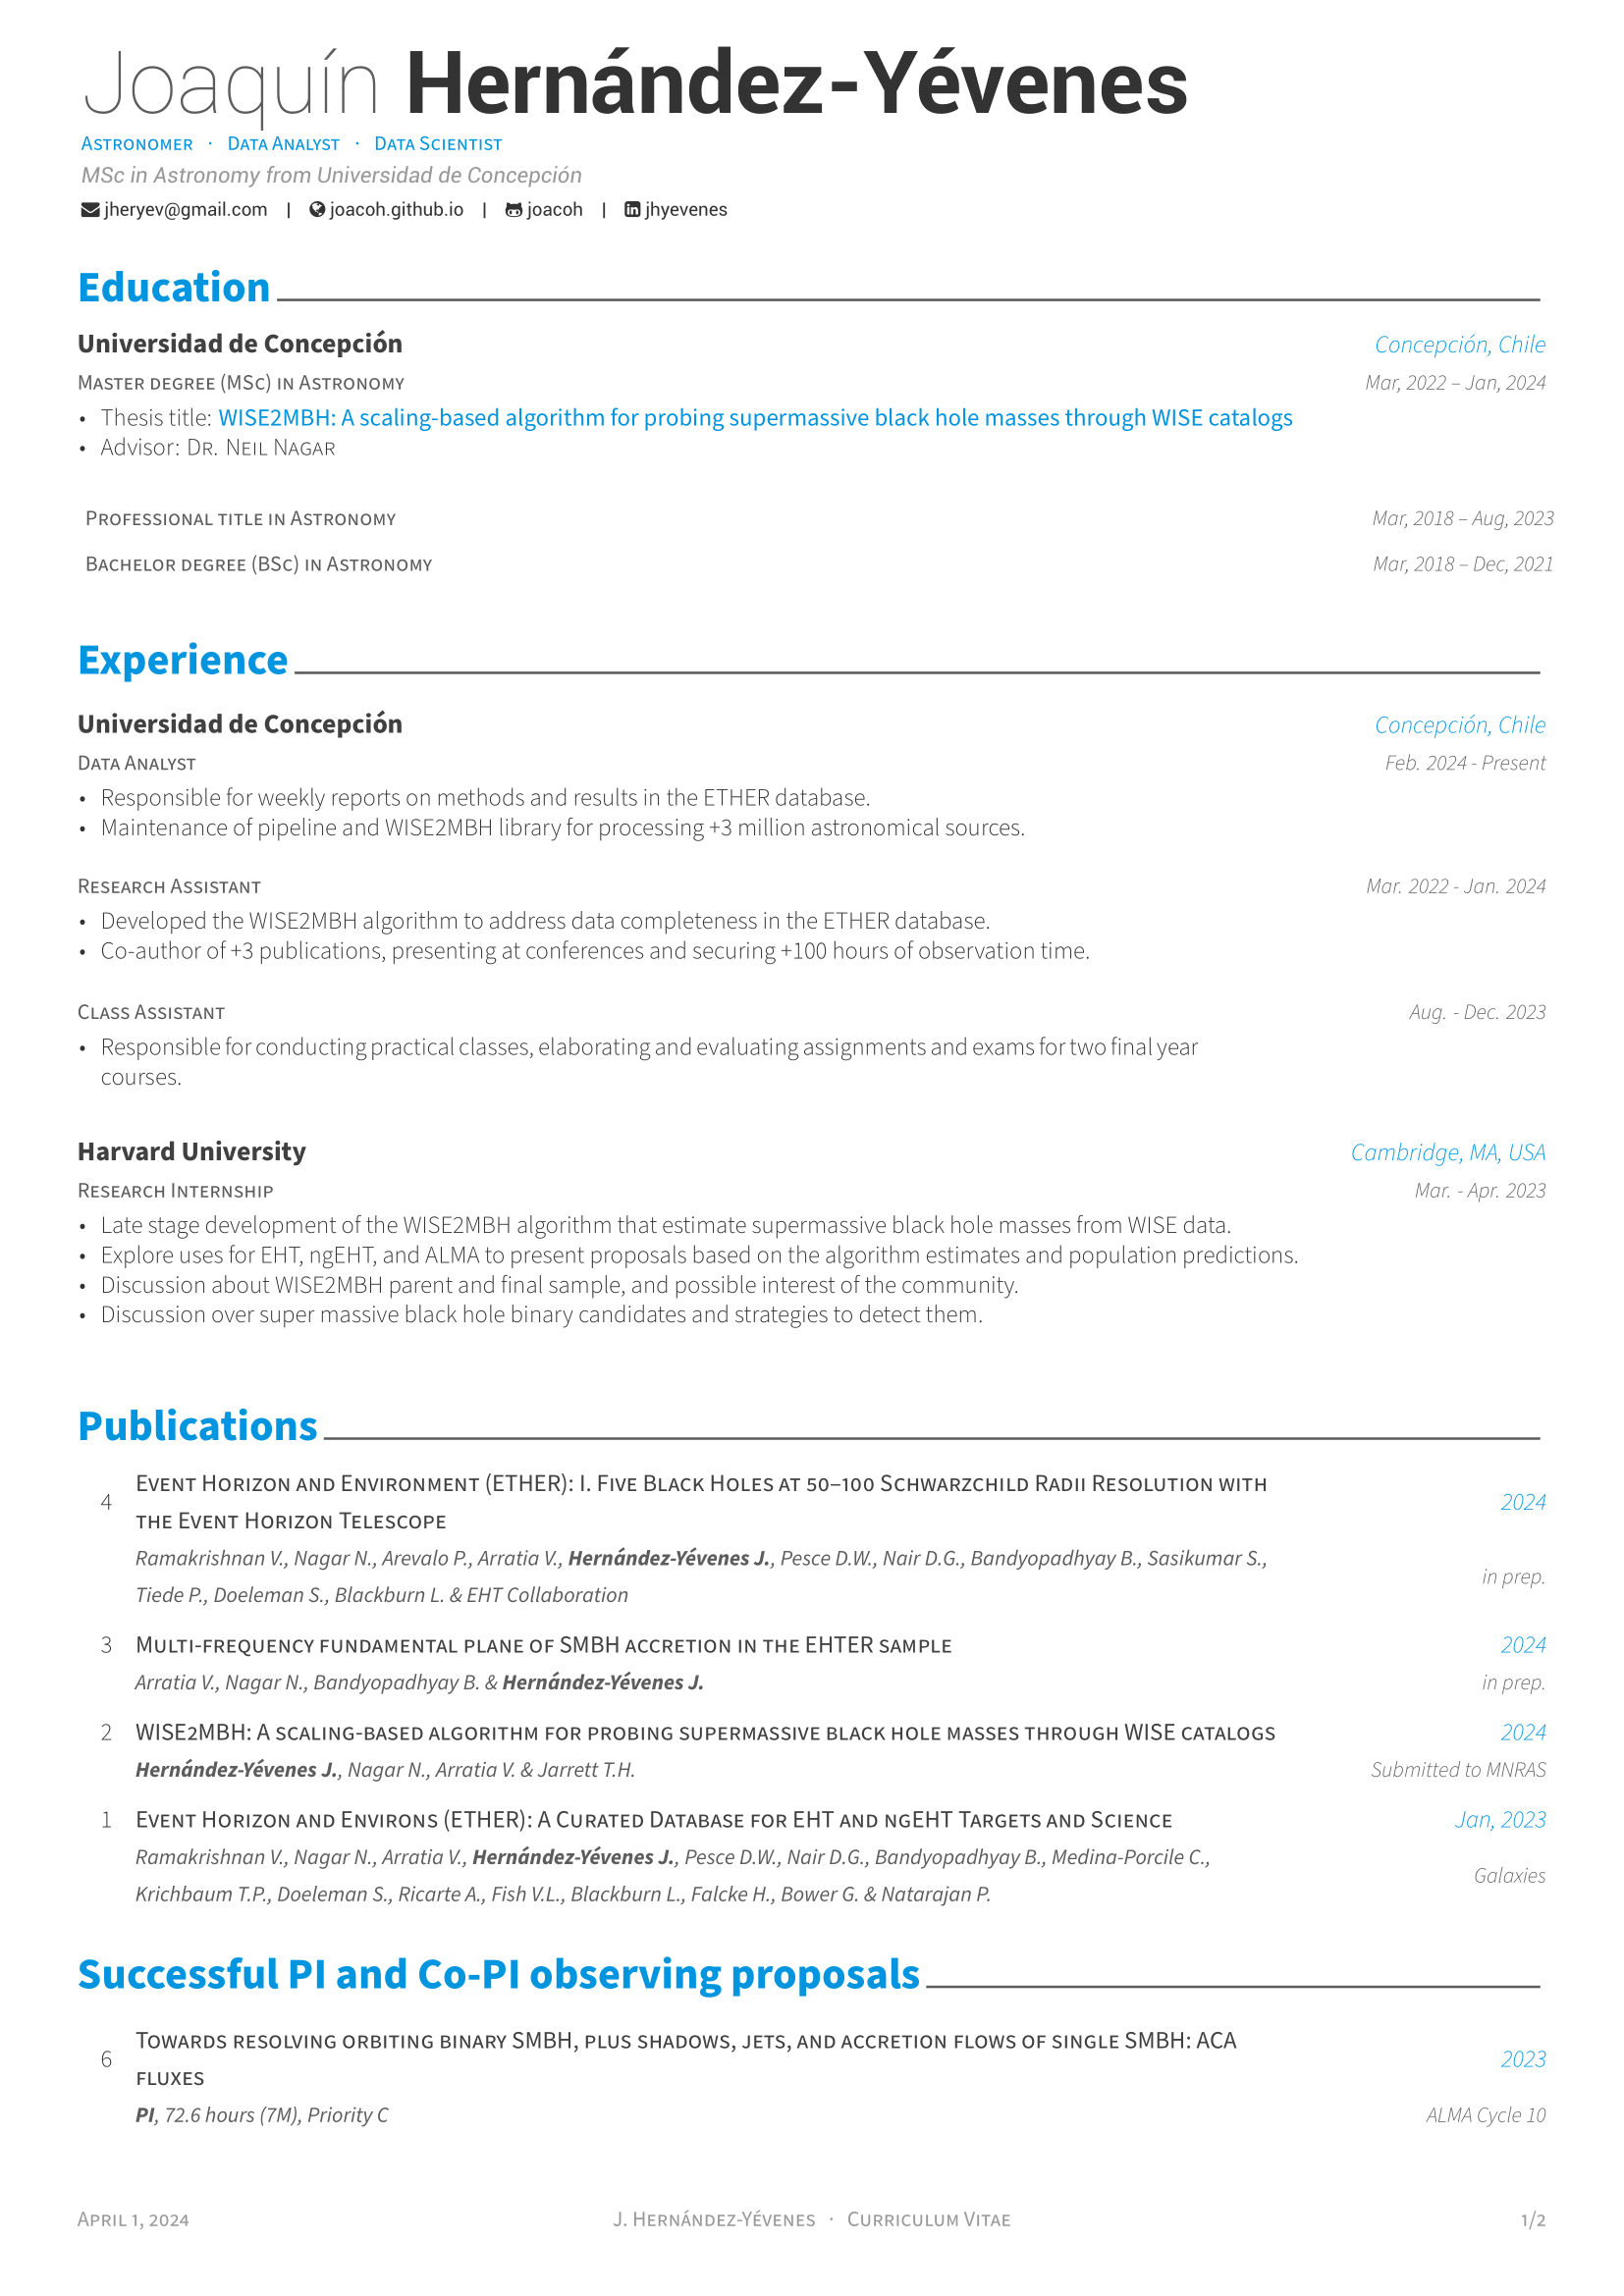 Joaquín Hernández-Yévenes
Astronomer · Data Analyst · Data Scientist
MSc in Astronomy from Universidad de Concepción
jheryev@gmail.com | joacoh.github.io | joacoh | jhyevenes
Education
Universidad de Concepción Concepción, Chile
Master degree (MSc) in Astronomy Mar, 2022 – Jan, 2024
• Thesis title: WISE2MBH: A scaling-based algorithm for probing supermassive black hole masses through WISE catalogs
• Advisor: Dr. Neil Nagar
Professional title in Astronomy Mar, 2018 – Aug, 2023
Bachelor degree (BSc) in Astronomy Mar, 2018 – Dec, 2021
Experience
Universidad de Concepción Concepción, Chile
Data Analyst Feb. 2024 - Present
• Responsible for weekly reports on methods and results in the ETHER database.
• Maintenance of pipeline and WISE2MBH library for processing +3 million astronomical sources.
Research Assistant Mar. 2022 - Jan. 2024
• Developed the WISE2MBH algorithm to address data completeness in the ETHER database.
• Co-author of +3 publications, presenting at conferences and securing +100 hours of observation time.
Class Assistant Aug. - Dec. 2023
• Responsible for conducting practical classes, elaborating and evaluating assignments and exams for two final year
courses.
Harvard University Cambridge, MA, USA
Research Internship Mar. - Apr. 2023
• Late stage development of the WISE2MBH algorithm that estimate supermassive black hole masses from WISE data.
• Explore uses for EHT, ngEHT, and ALMA to present proposals based on the algorithm estimates and population predictions.
• Discussion about WISE2MBH parent and final sample, and possible interest of the community.
• Discussion over super massive black hole binary candidates and strategies to detect them.
Publications
4 Event Horizon and Environment (ETHER): I. Five Black Holes at 50–100 Schwarzchild Radii Resolution with
the Event Horizon Telescope 2024
Ramakrishnan V., Nagar N., Arevalo P., Arratia V., Hernández-Yévenes J., Pesce D.W., Nair D.G., Bandyopadhyay B., Sasikumar S.,
Tiede P., Doeleman S., Blackburn L. & EHT Collaboration in prep.
3 Multi-frequency fundamental plane of SMBH accretion in the EHTER sample 2024
Arratia V., Nagar N., Bandyopadhyay B. & Hernández-Yévenes J. in prep.
2 WISE2MBH: A scaling-based algorithm for probing supermassive black hole masses through WISE catalogs 2024
Hernández-Yévenes J., Nagar N., Arratia V. & Jarrett T.H. Submitted to MNRAS
1 Event Horizon and Environs (ETHER): A Curated Database for EHT and ngEHT Targets and Science Jan, 2023
Ramakrishnan V., Nagar N., Arratia V., Hernández-Yévenes J., Pesce D.W., Nair D.G., Bandyopadhyay B., Medina-Porcile C.,
Krichbaum T.P., Doeleman S., Ricarte A., Fish V.L., Blackburn L., Falcke H., Bower G. & Natarajan P. Galaxies
Successful PI and Co-PI observing proposals
6 Towards resolving orbiting binary SMBH, plus shadows, jets, and accretion flows of single SMBH: ACA
fluxes 2023
PI, 72.6 hours (7M), Priority C ALMA Cycle 10
April 1, 2024 J. Hernández-Yévenes · Curriculum Vitae 1/2